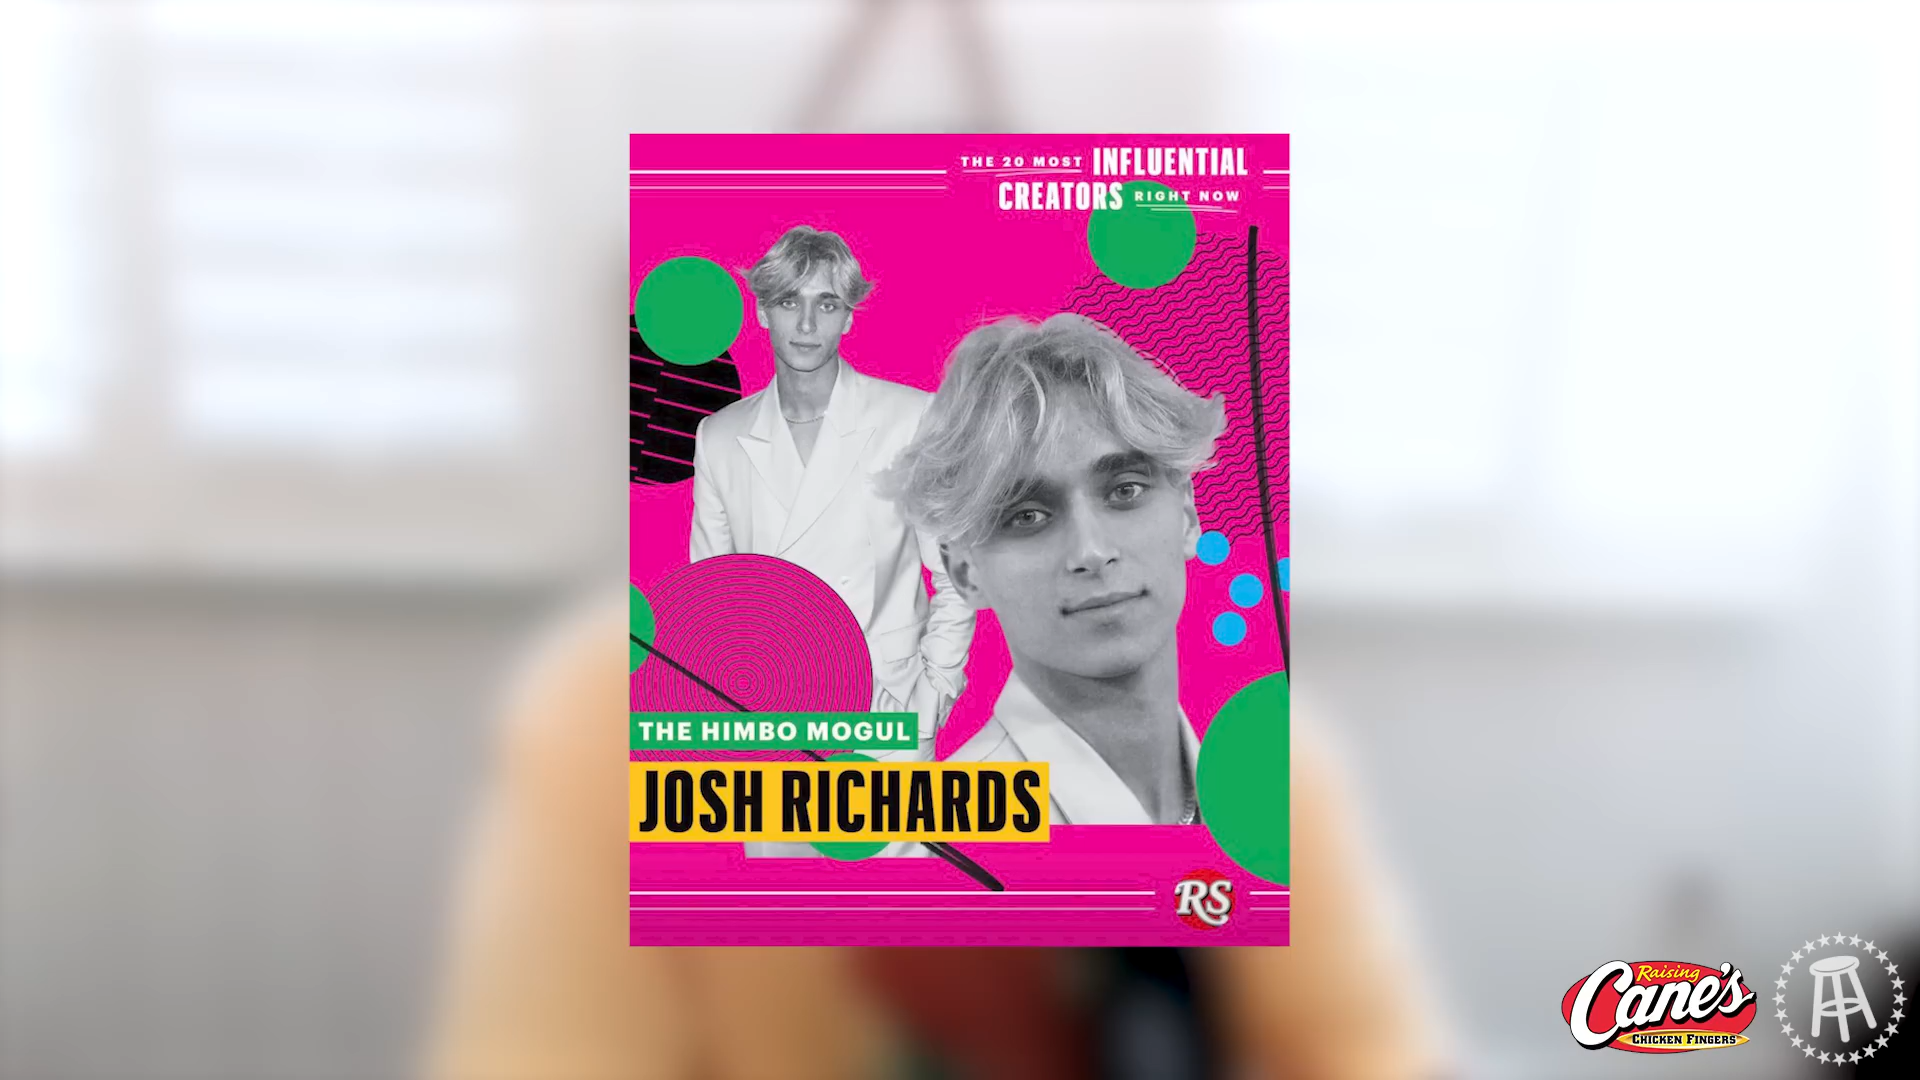 THE 20 MOST INFLUENTIAL
CREATORS RIGHT NOW
THE HIMBO MOGUL
JOSH RICHARDS
RS
Raising
Cane's
CHICKEN FINGERS